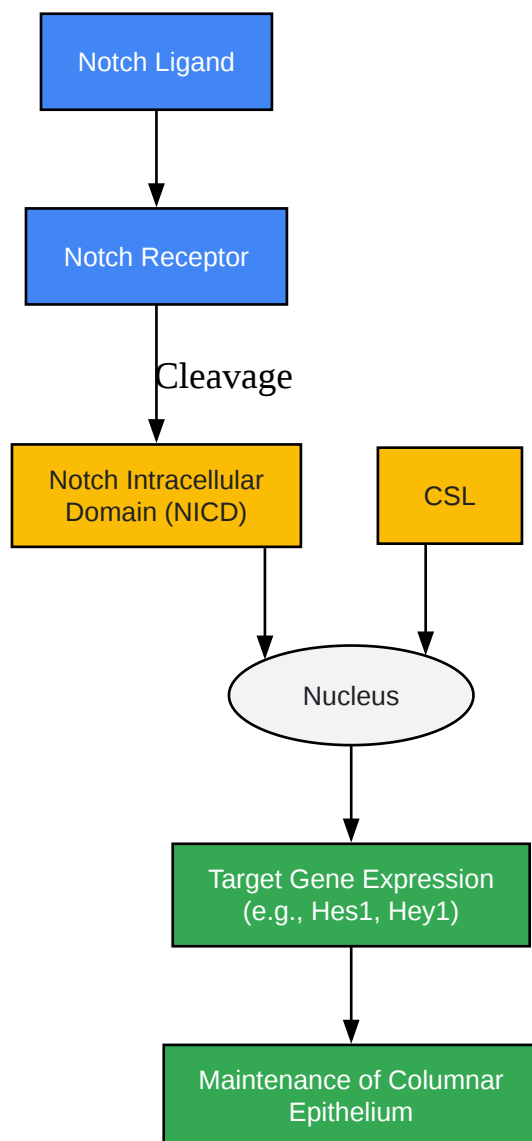 Notch Ligand
Notch Receptor
Cleavage
Notch Intracellular
Domain (NICD)
CSL
Nucleus
Target Gene Expression
(e.g., Hes1, Hey1)
Maintenance of Columnar
Epithelium